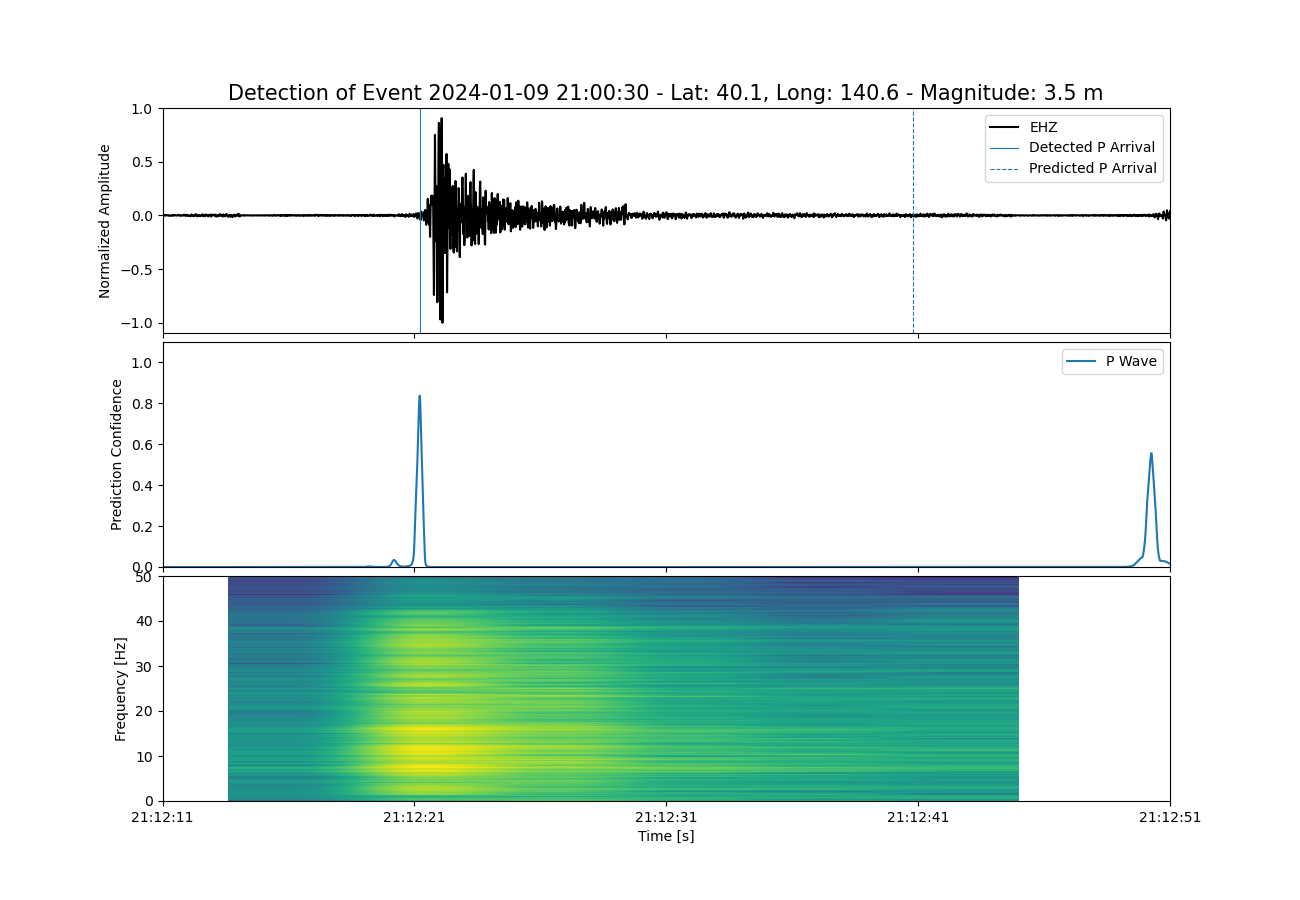 Detection of Event 2024-01-09 21:00:30 - Lat: 40.1, Long: 140.6 - Magnitude: 3.5 m
1.0
0.5
0.0
−0.5
−1.0
Normalized Amplitude
EHZ
Detected P Arrival
Predicted P Arrival
1.0
0.8
0.6
0.4
0.2
0.0
Prediction Confidence
P Wave
50
40
30
20
10
0
Frequency [Hz]
21:12:11 21:12:21 21:12:31 21:12:41 21:12:51
Time [s]